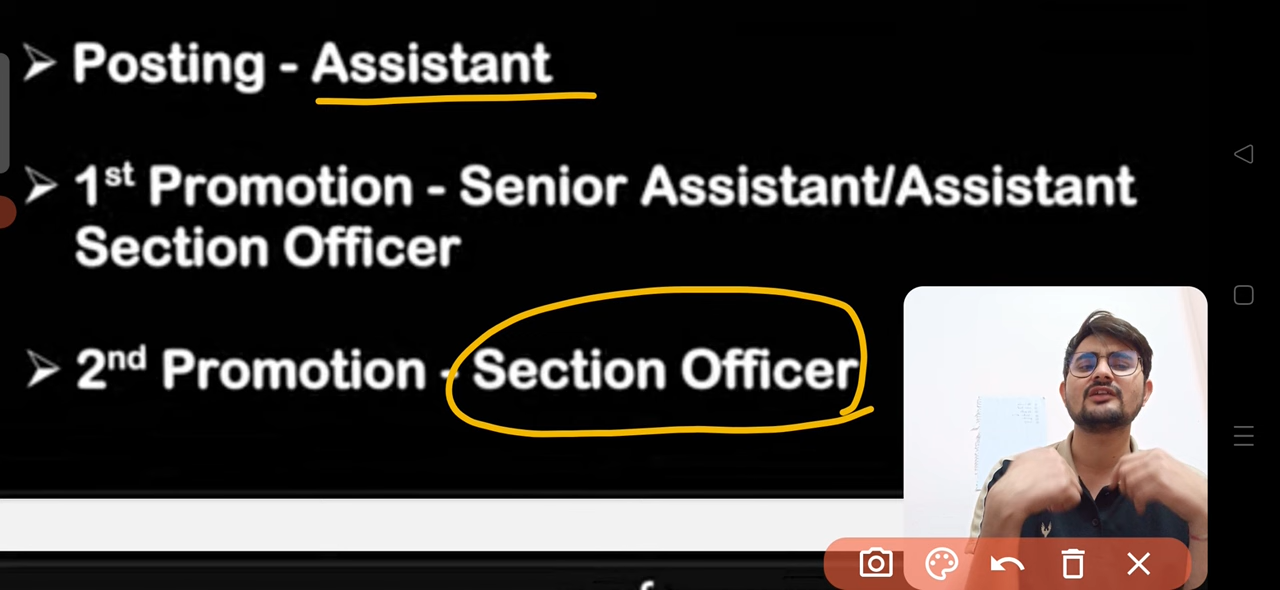 ➢ Posting - Assistant
➢ 1st Promotion - Senior Assistant/Assistant
Section Officer
➢ 2nd Promotion - Section Officer